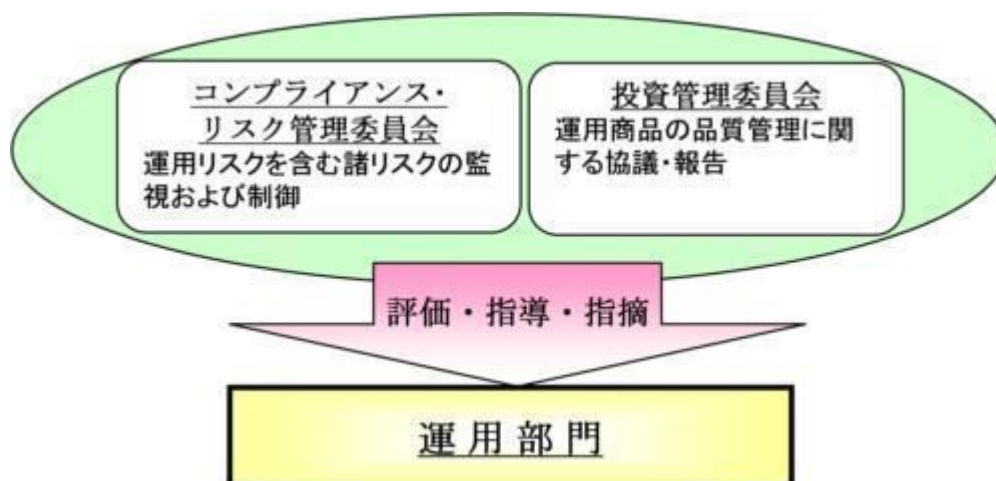 コンプライアンス・
リスク管理委員会
運用リスクを含む諸リスクの監
視および制御
投資管理委員会
運用商品の品質管理に関
する協議・報告
評価・指導・指摘
運用部門